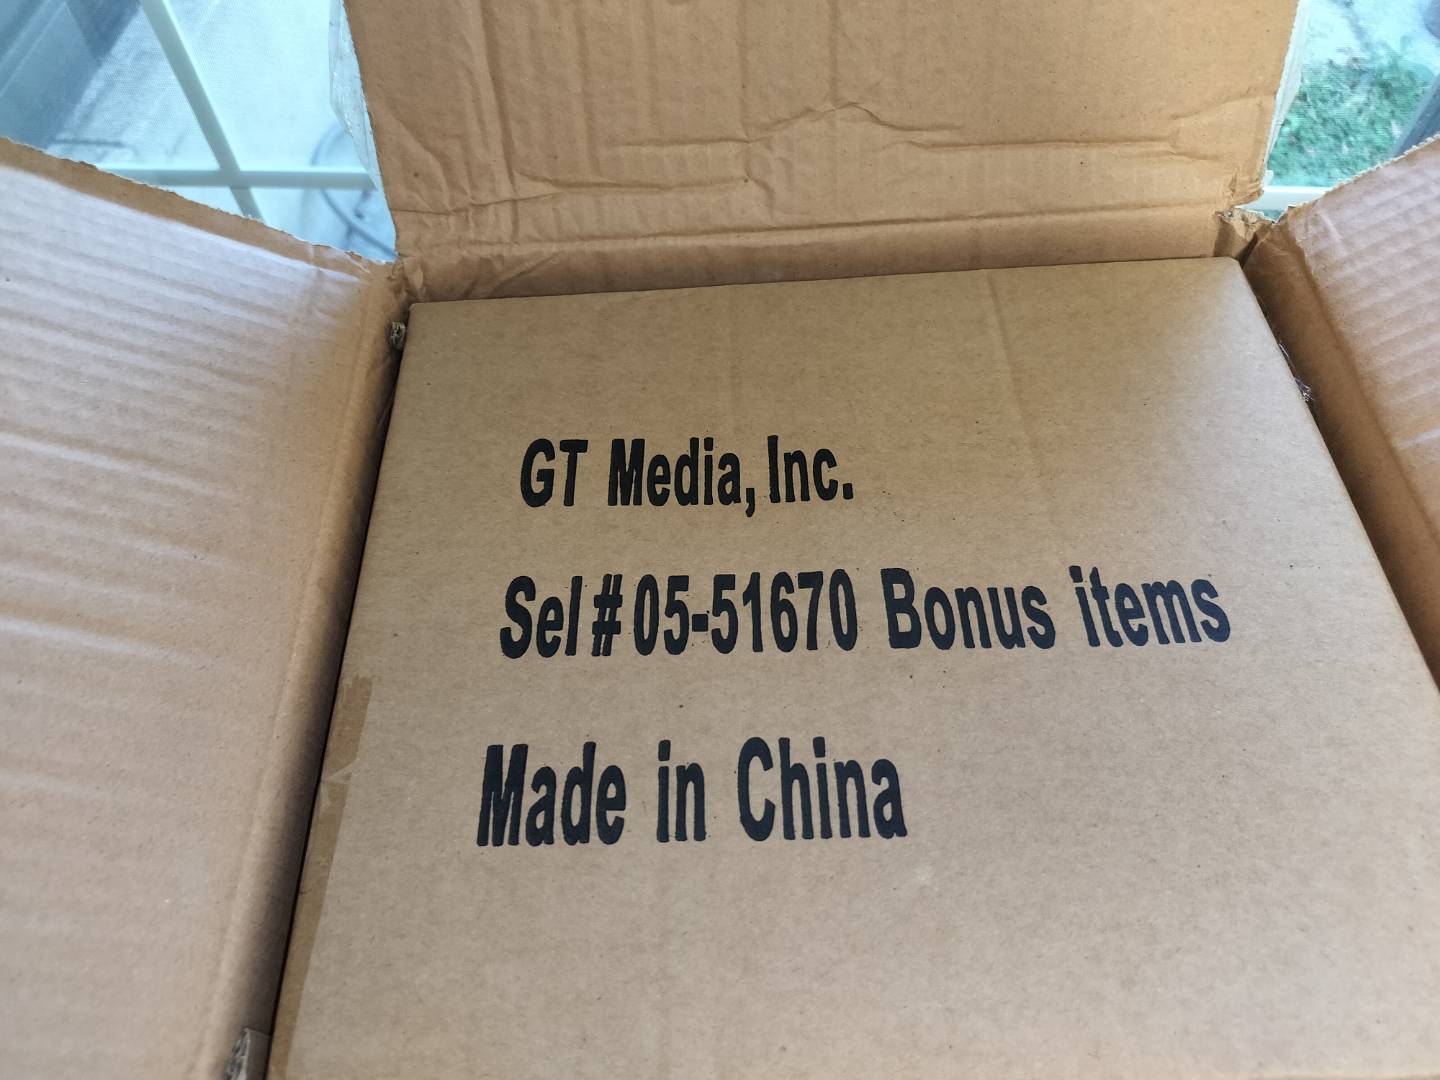 GT Media, Inc.
Sel# 05-51670 Bonus items
Made in China